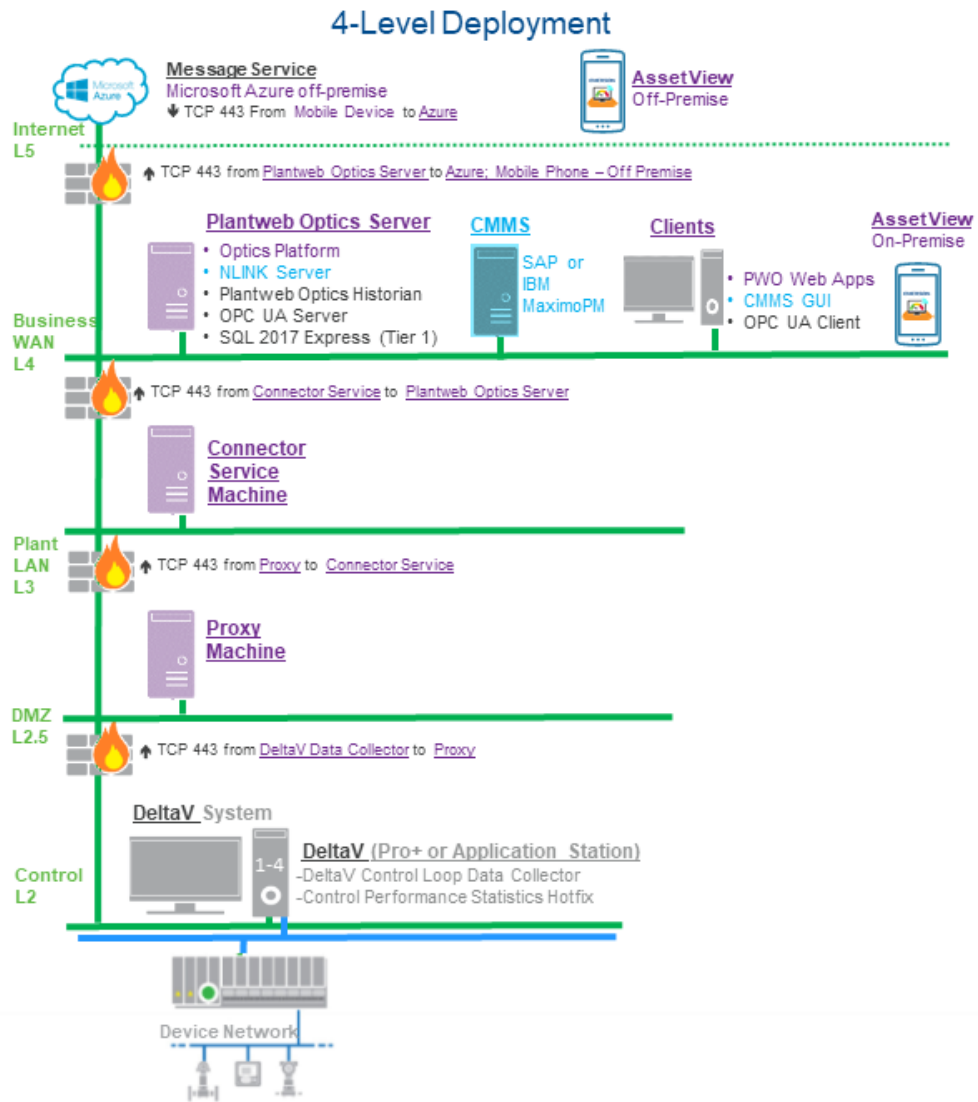 4-Level Deployment
Microsoft
Azure
Message Service
Microsoft Azure off-premise
TCP 443 From Mobile Device to Azure
AssetView
Off-Premise
Internet
L5
TCP 443 from Plantweb Optics Server to Azure; Mobile Phone – Off Premise
Plantweb Optics Server
• Optics Platform
• NLINK Server
• Plantweb Optics Historian
• OPC UA Server
• SQL 2017 Express (Tier 1)
CMMS
SAP or
IBM
MaximoPM
Clients
• PWO Web Apps
• CMMS GUI
• OPC UA Client
AssetView
On-Premise
Business
WAN
L4
TCP 443 from Connector Service to Plantweb Optics Server
Connector
Service
Machine
Plant
LAN
L3
TCP 443 from Proxy to Connector Service
Proxy
Machine
DMZ
L2.5
TCP 443 from DeltaV Data Collector to Proxy
DeltaV System
1-4
DeltaV (Pro+ or Application Station)
-DeltaV Control Loop Data Collector
-Control Performance Statistics Hotfix
Control
L2
Device Network